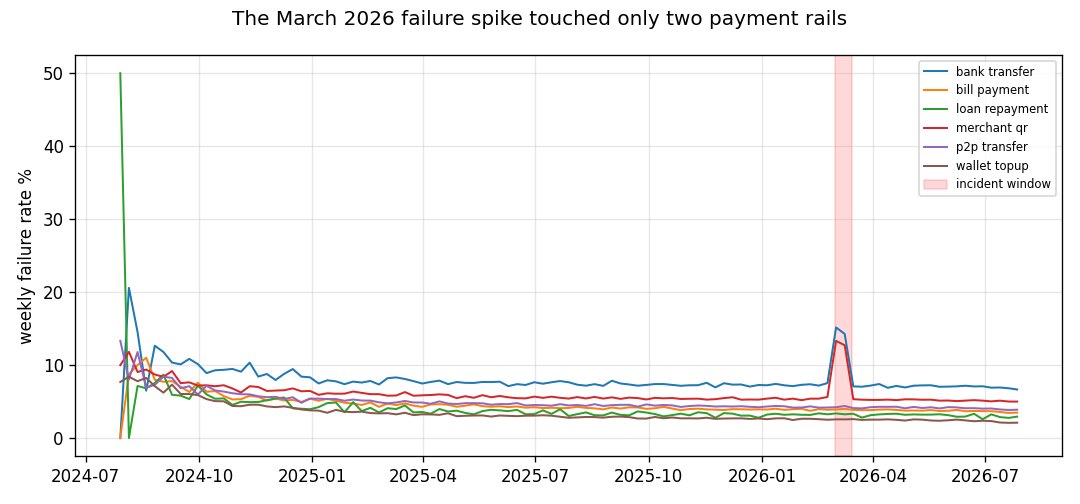 The March 2026 failure spike touched only two payment rails
weekly failure rate %
50
40
30
20
10
0
bank transfer
bill payment
loan repayment
merchant qr
p2p transfer
wallet topup
incident window
2024-07
2024-10
2025-01
2025-04
2025-07
2025-10
2026-01
2026-04
2026-07